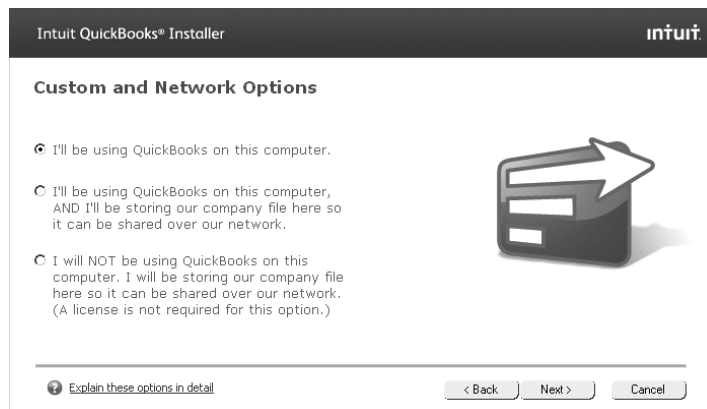 Intuit QuickBooks® Installer
intuit.
Custom and Network Options
I'll be using QuickBooks on this computer.
I'll be using QuickBooks on this computer,
AND I'll be storing our company file here so
it can be shared over our network.
I will NOT be using QuickBooks on this
computer. I will be storing our company file
here so it can be shared over our network.
(A license is not required for this option.)
Explain these options in detail
< Back
Next >
Cancel